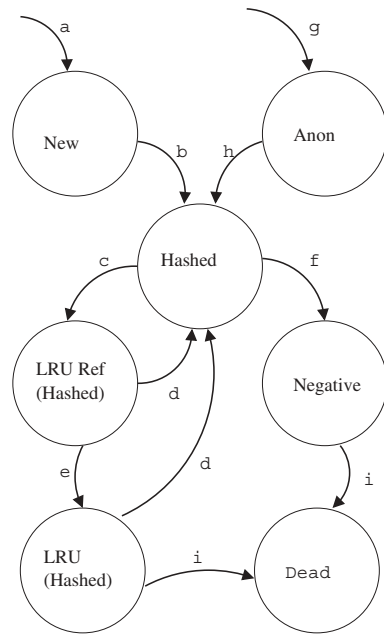 a
g
New
Anon
b
h
Hashed
c
f
LRU Ref
(Hashed)
d
Negative
e
d
i
LRU
(Hashed)
i
Dead